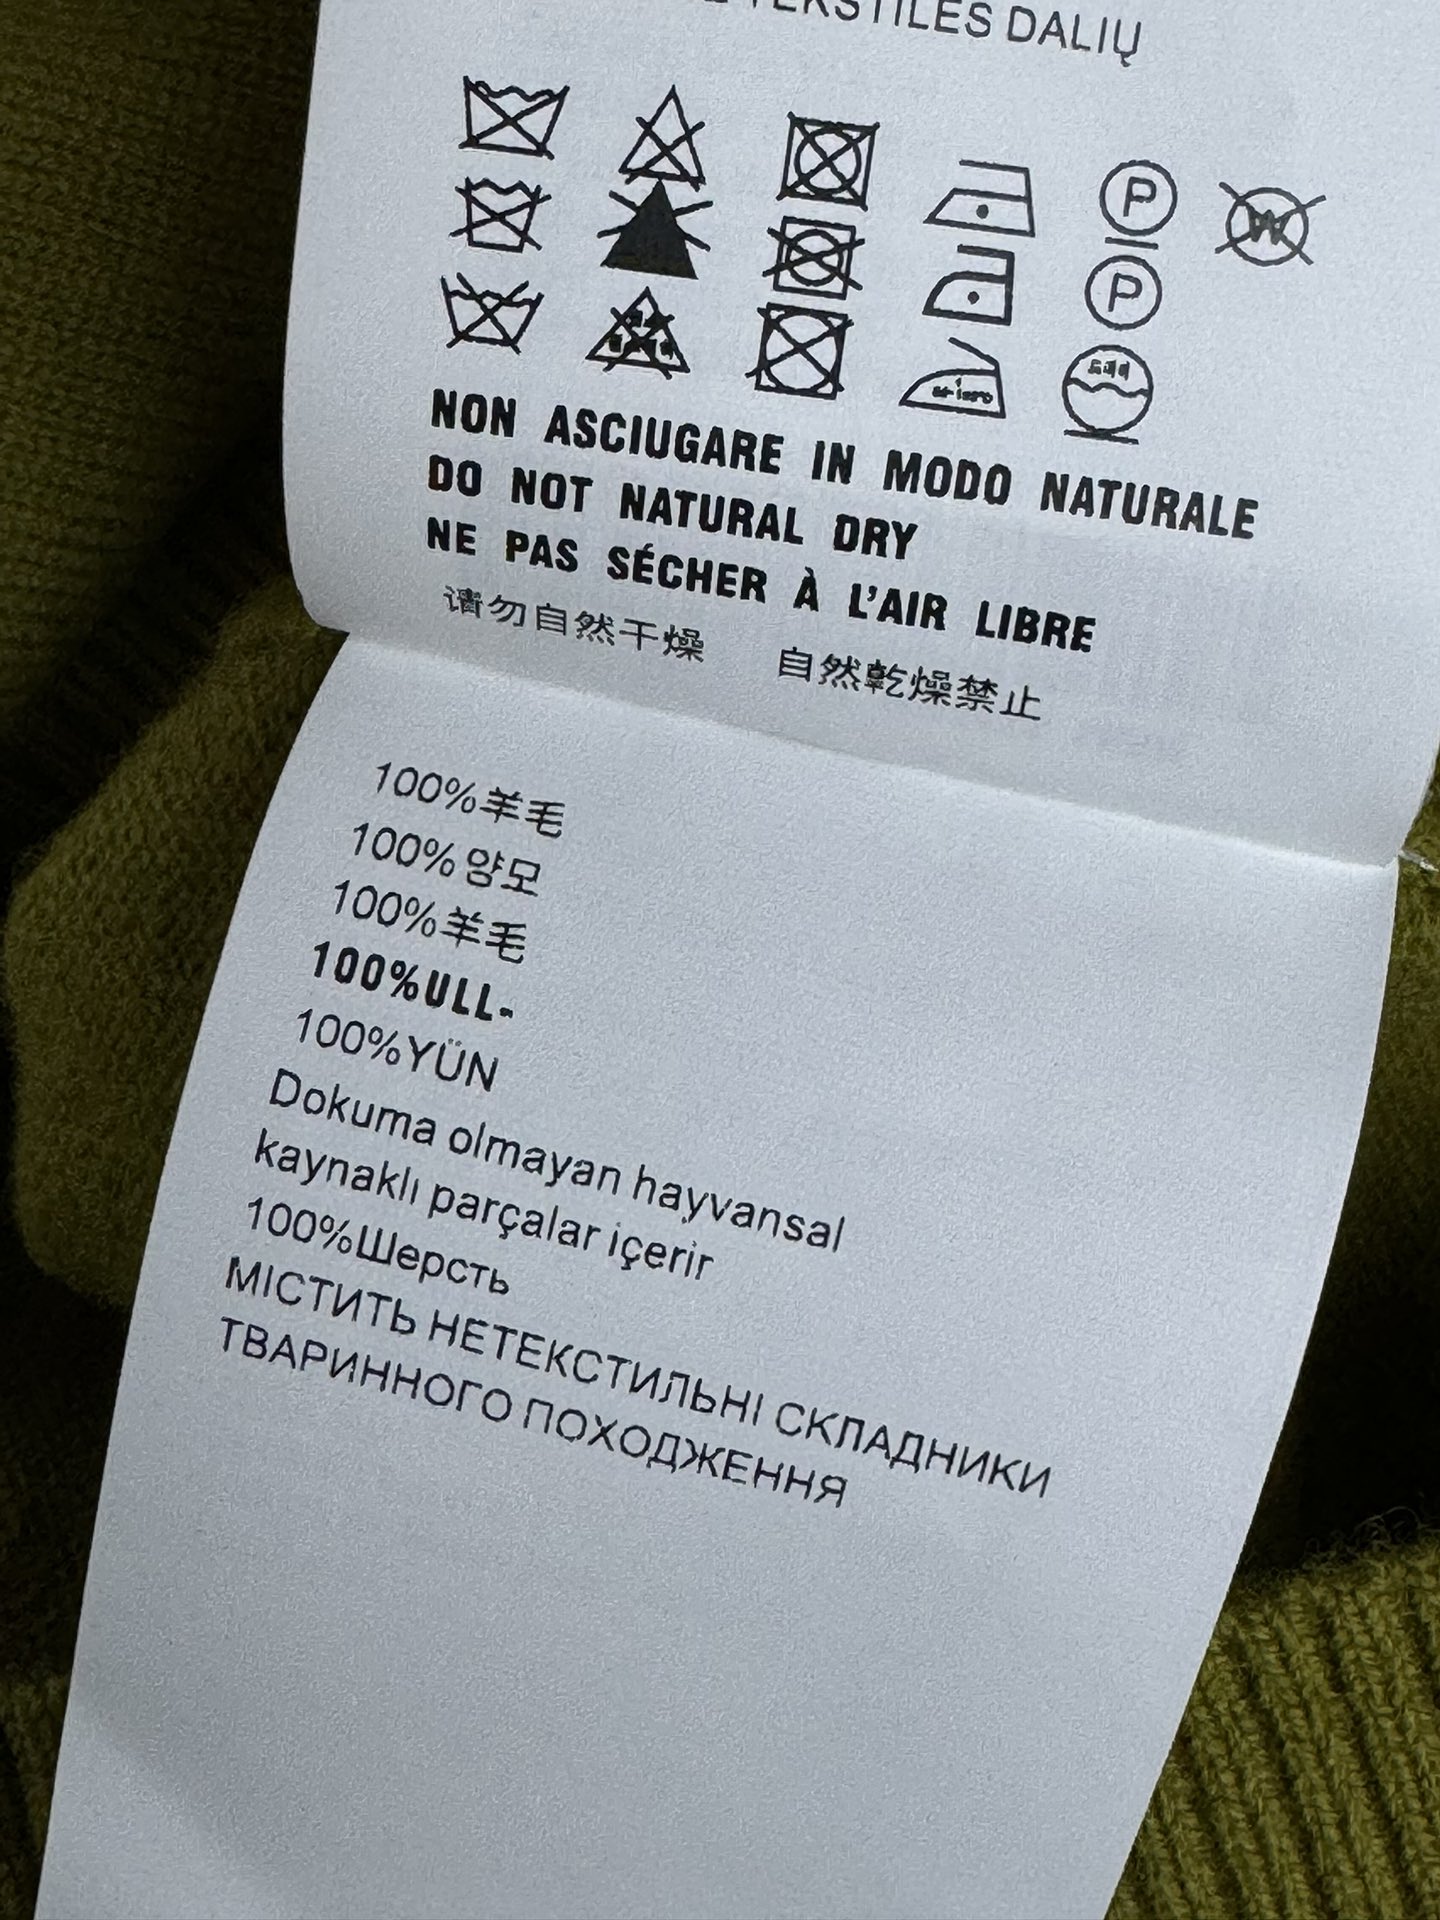 TEKSTILĖS DALIŲ
P W
P
NON ASCIUGARE IN MODO NATURALE
DO NOT NATURAL DRY
NE PAS SÉCHER À L'AIR LIBRE
请勿自然干燥 自然乾燥禁止
100%羊毛
100%양모
100%羊毛
100%ULL-
100%YÜN
Dokuma olmayan hayvansal
kaynaklı parçalar içerir
100%Шерсть
МІСТИТЬ НЕТЕКСТИЛЬНІ СКЛАДНИКИ
ТВАРИННОГО ПОХОДЖЕННЯ